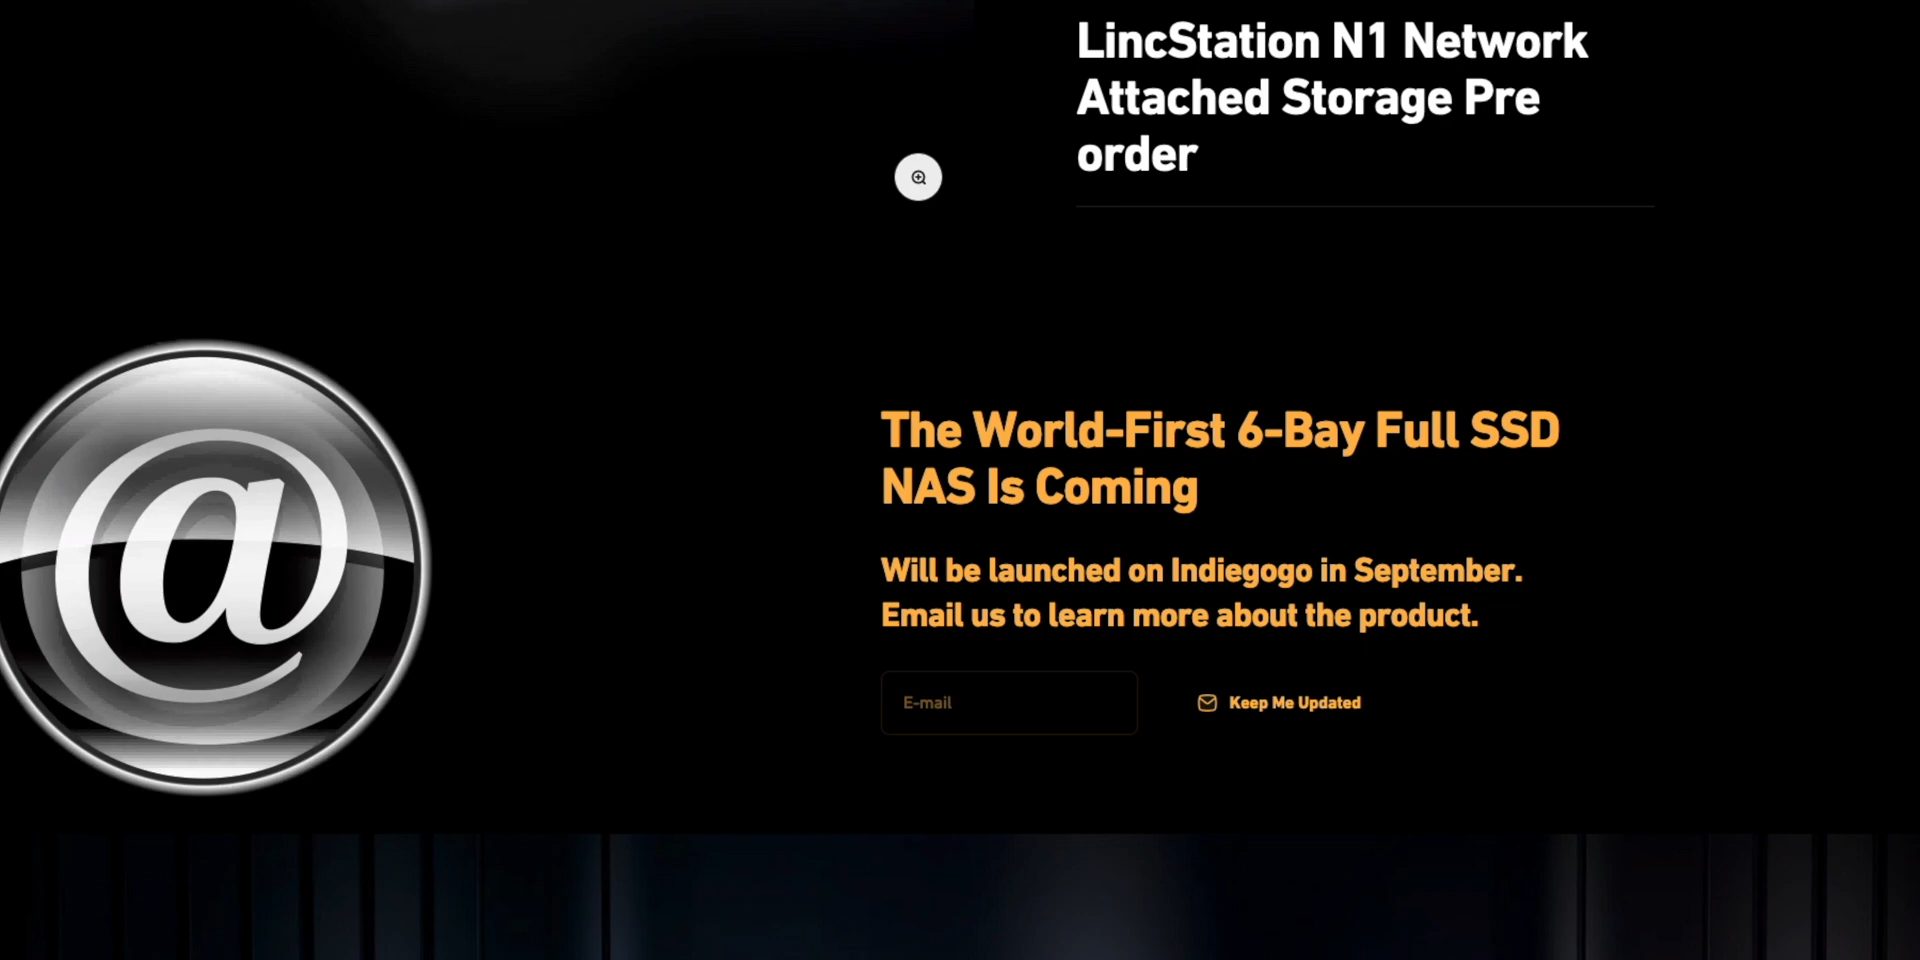 LincStation N1 Network
Attached Storage Pre
order
@
The World-First 6-Bay Full SSD
NAS Is Coming
Will be launched on Indiegogo in September.
Email us to learn more about the product.
E-mail
Keep Me Updated